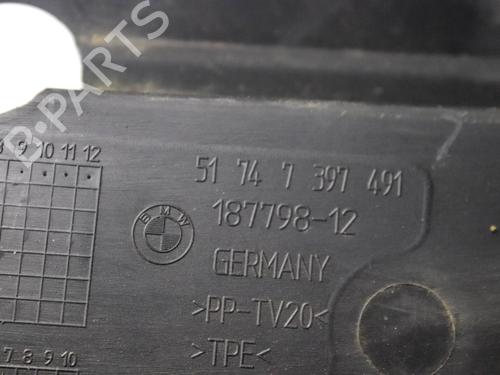 B-PARTS
8 9 10 11 12
51 74 7 397 491
BMW
187798-12
GERMANY
>PP-TV20<
>TPE<
7 8 9 10